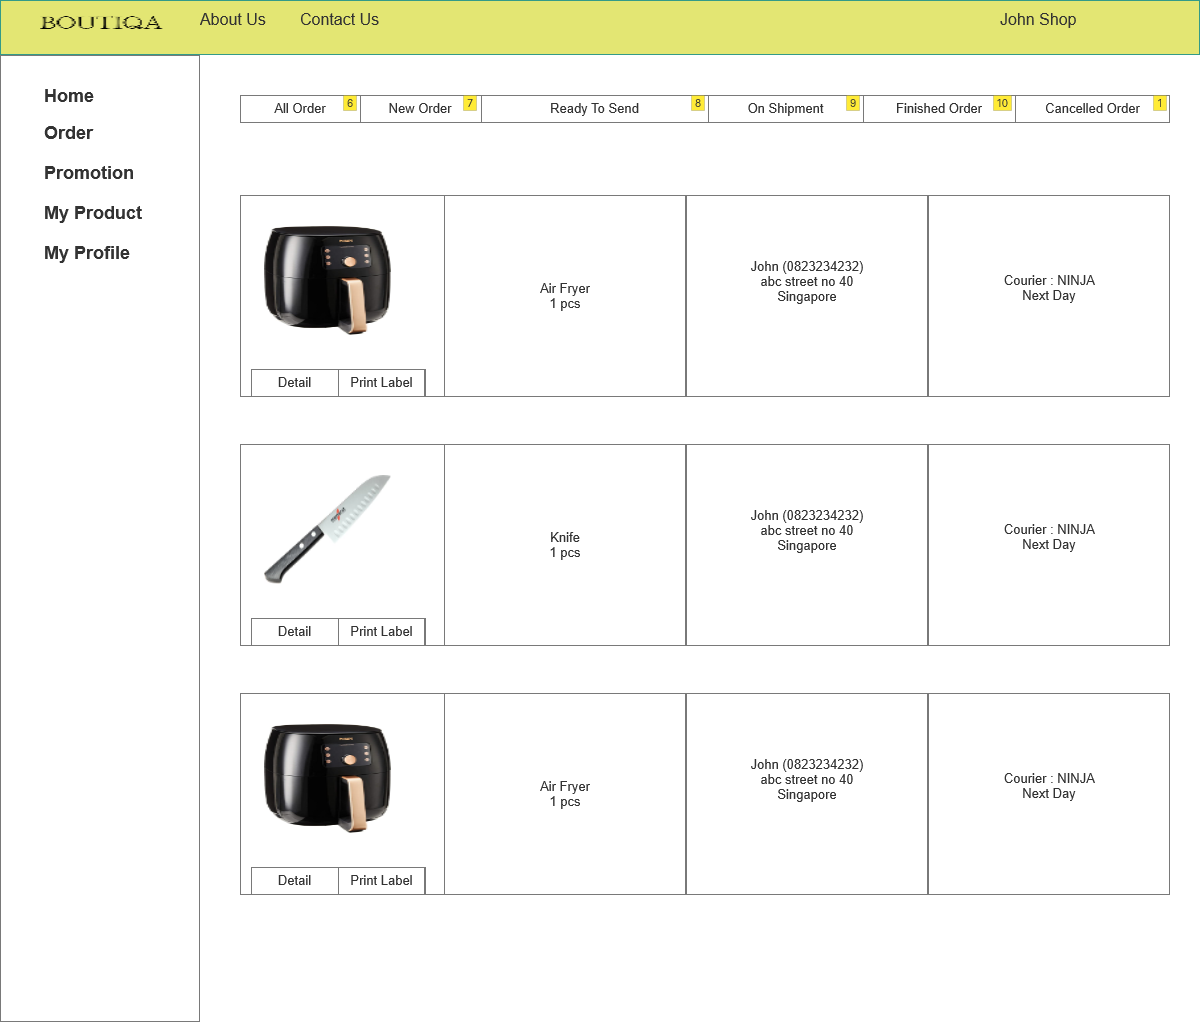 BOUTIQA About Us Contact Us John Shop
Home
Order
Promotion
My Product
My Profile
All Order 6 New Order 7 Ready To Send 8 On Shipment 9 Finished Order 10 Cancelled Order 1
Air Fryer
1 pcs
John (0823234232)
abc street no 40
Singapore
Courier : NINJA
Next Day
Detail Print Label
Knife
1 pcs
John (0823234232)
abc street no 40
Singapore
Courier : NINJA
Next Day
Detail Print Label
Air Fryer
1 pcs
John (0823234232)
abc street no 40
Singapore
Courier : NINJA
Next Day
Detail Print Label